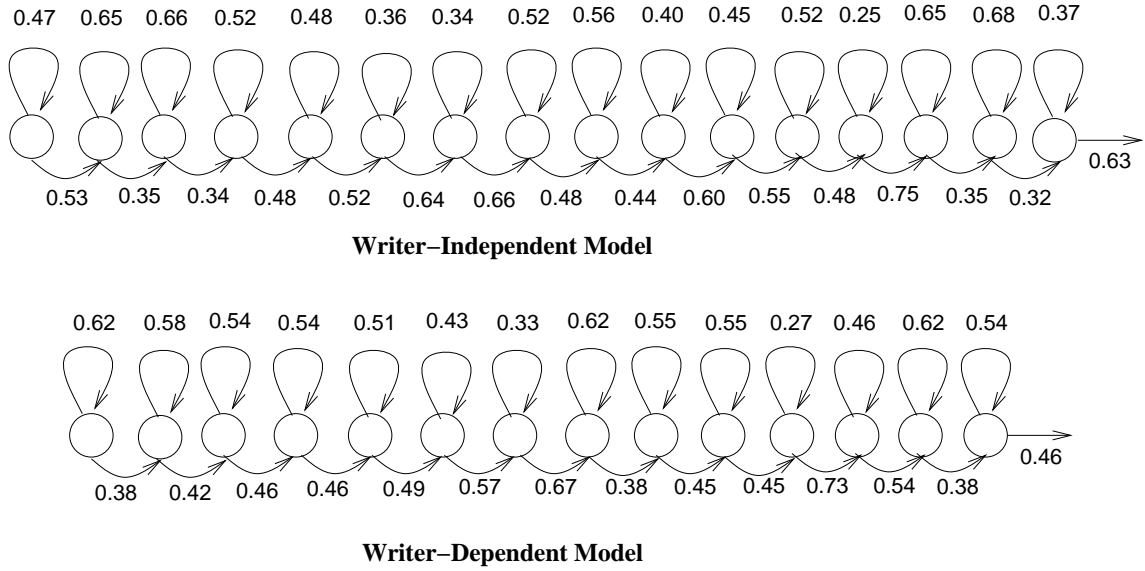 0.47 0.65 0.66 0.52 0.48 0.36 0.34 0.52 0.56 0.40 0.45 0.52 0.25 0.65 0.68 0.37
0.63
0.53 0.35 0.34 0.48 0.52 0.64 0.66 0.48 0.44 0.60 0.55 0.48 0.75 0.35 0.32
Writer−Independent Model
0.62 0.58 0.54 0.54 0.51 0.43 0.33 0.62 0.55 0.55 0.27 0.46 0.62 0.54
0.46
0.38 0.42 0.46 0.46 0.49 0.57 0.67 0.38 0.45 0.45 0.73 0.54 0.38
Writer−Dependent Model